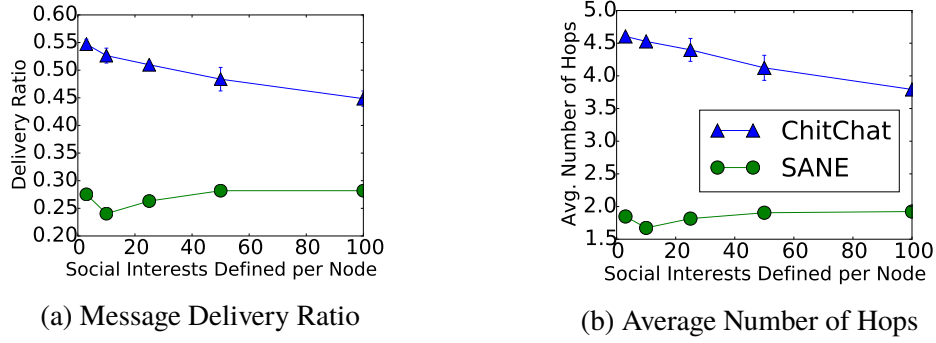 0.60
0.55
0.50
0.45
0.40
0.35
0.30
0.25
0.20
Delivery Ratio
0 20 40 60 80 100
Social Interests Defined per Node
(a) Message Delivery Ratio
5.0
4.5
4.0
3.5
3.0
2.5
2.0
1.5
Avg. Number of Hops
ChitChat
SANE
0 20 40 60 80 100
Social Interests Defined per Node
(b) Average Number of Hops